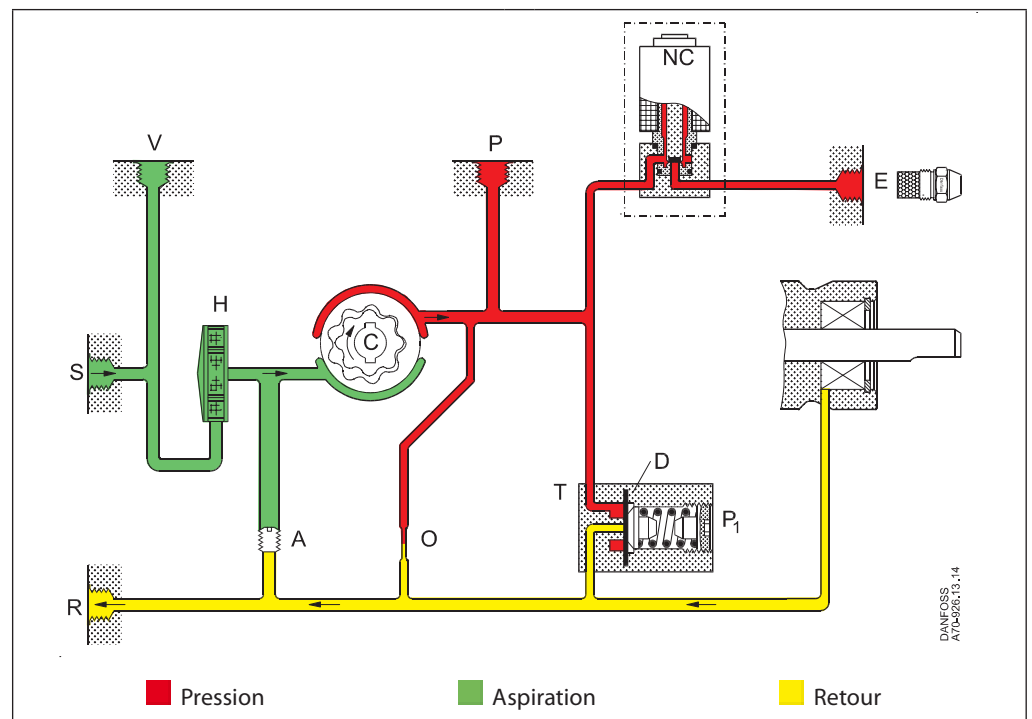 NC
V
P
E
H
C
S
D
T
P1
A
O
R
DANFOSS
A70-926.13.14
Pression
Aspiration
Retour